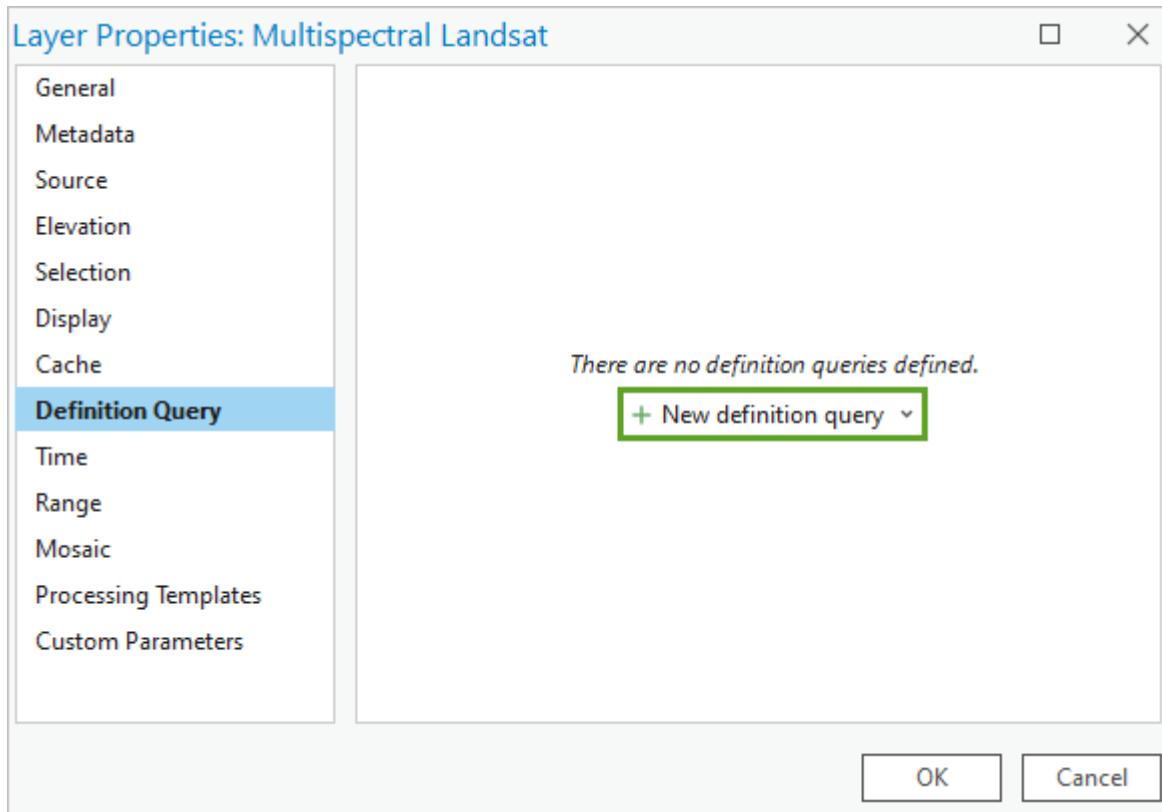 Layer Properties: Multispectral Landsat
General
Metadata
Source
Elevation
Selection
Display
Cache
Definition Query
Time
Range
Mosaic
Processing Templates
Custom Parameters
There are no definition queries defined.
+ New definition query
OK
Cancel